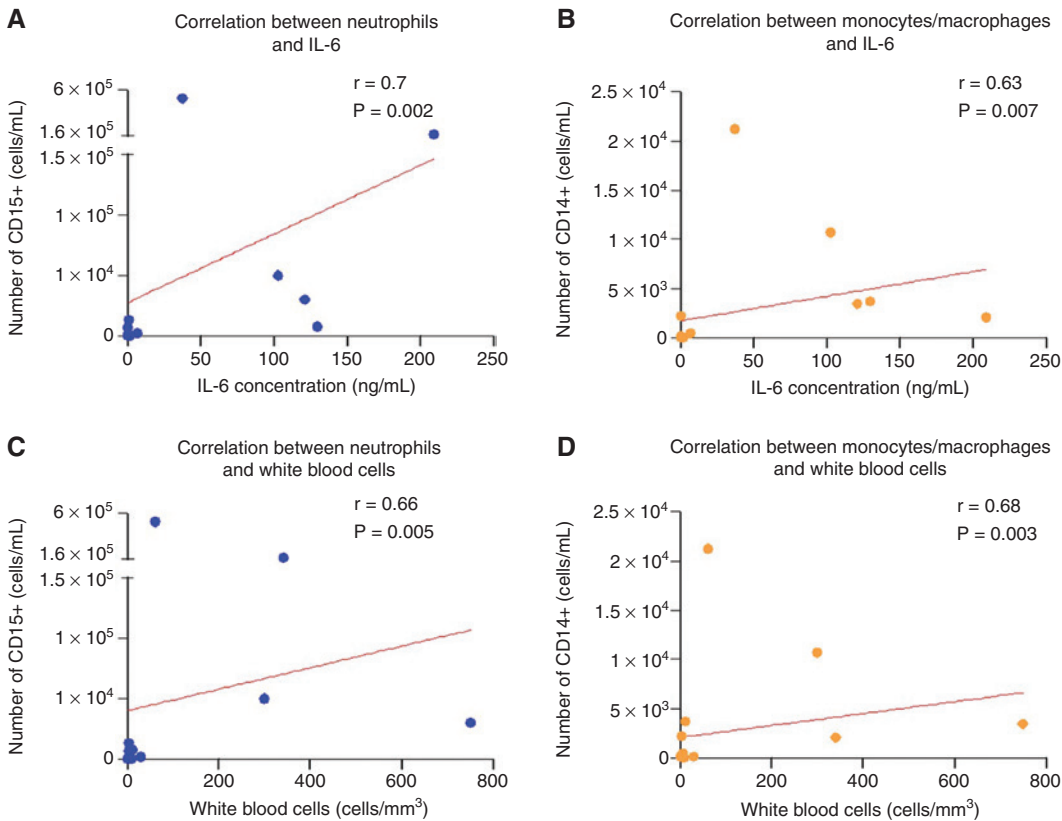 A
Correlation between neutrophils
and IL-6
r = 0.7
P = 0.002
Number of CD15+ (cells/mL)
6 × 10⁵
1.6 × 10⁵
1.5 × 10⁵
1 × 10⁵
1 × 10⁴
0
0 50 100 150 200 250
IL-6 concentration (ng/mL)
B
Correlation between monocytes/macrophages
and IL-6
r = 0.63
P = 0.007
Number of CD14+ (cells/mL)
2.5 × 10⁴
2 × 10⁴
1.5 × 10⁴
1 × 10⁴
5 × 10³
0
0 50 100 150 200 250
IL-6 concentration (ng/mL)
C
Correlation between neutrophils
and white blood cells
r = 0.66
P = 0.005
Number of CD15+ (cells/mL)
6 × 10⁵
1.6 × 10⁵
1.5 × 10⁵
1 × 10⁵
1 × 10⁴
0
0 200 400 600 800
White blood cells (cells/mm³)
D
Correlation between monocytes/macrophages
and white blood cells
r = 0.68
P = 0.003
Number of CD14+ (cells/mL)
2.5 × 10⁴
2 × 10⁴
1.5 × 10⁴
1 × 10⁴
5 × 10³
0
0 200 400 600 800
White blood cells (cells/mm³)